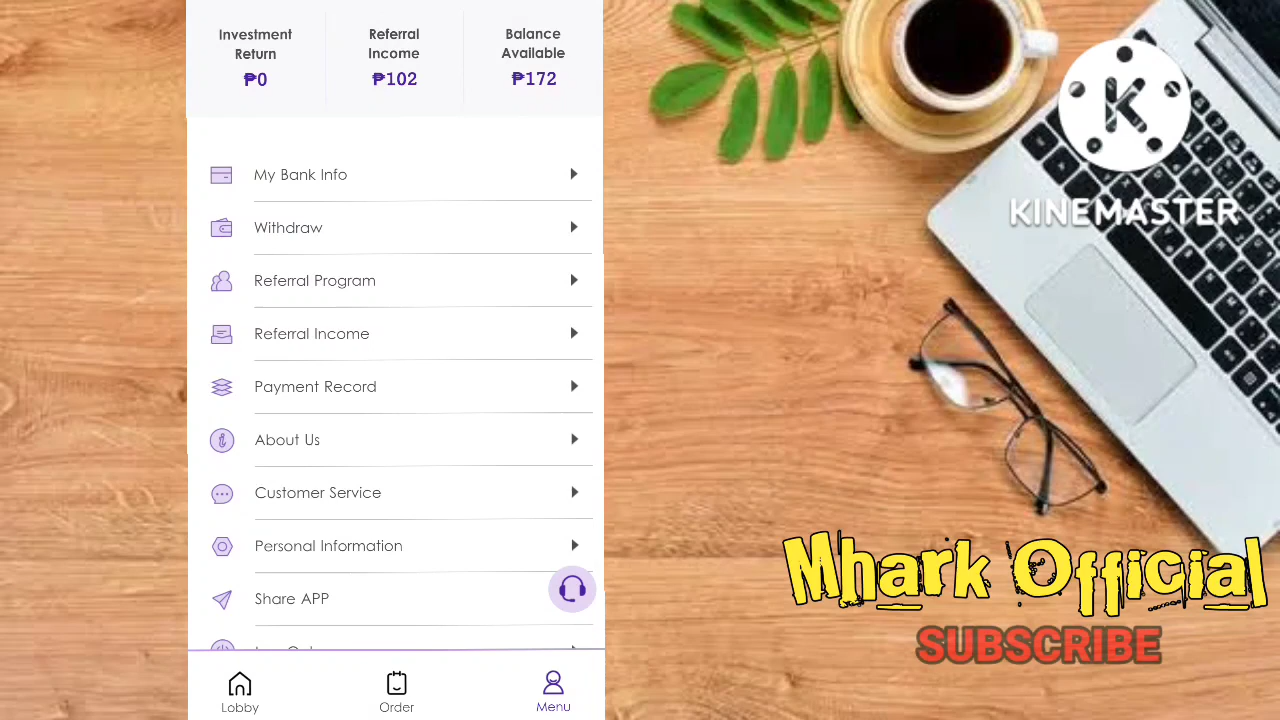 Investment
Return
₱0
Referral
Income
₱102
Balance
Available
₱172
My Bank Info
Withdraw
Referral Program
Referral Income
Payment Record
About Us
Customer Service
Personal Information
Share APP
Lobby
Order
Menu
K
KINEMASTER
Mhark Official
SUBSCRIBE